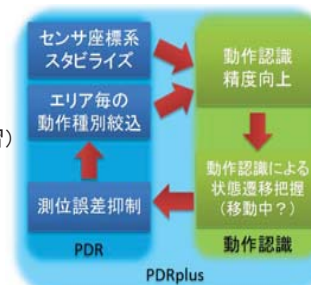 センサ座標系
スタビライズ
エリア毎の
動作種別絞込
習)
測位誤差抑制
PDR
動作認識
精度向上
動作認識による
状態遷移把握
(移動中?)
動作認識
PDRplus